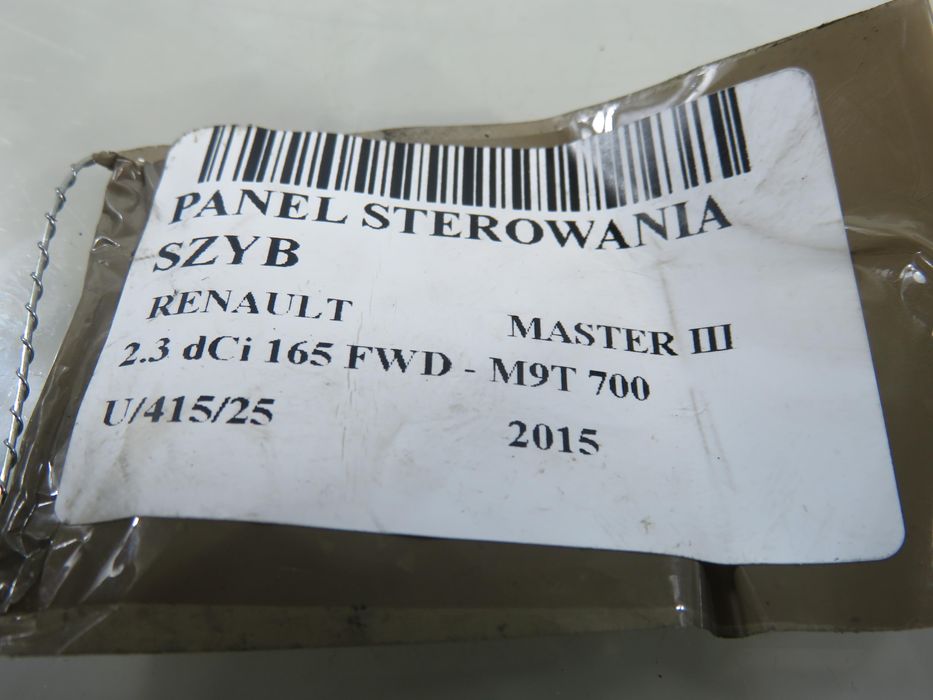 PANEL STEROWANIA
SZYB
RENAULT MASTER III
2.3 dCi 165 FWD - M9T 700
U/415/25 2015